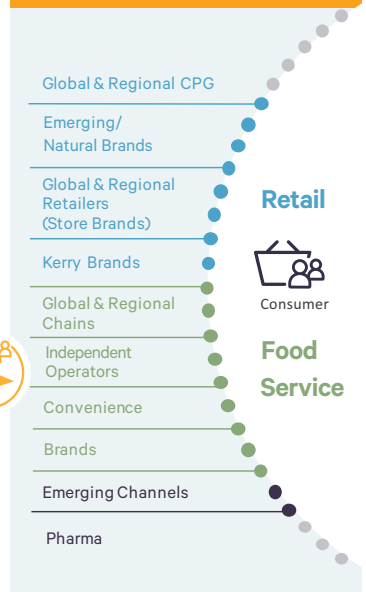 Global & Regional CPG
Emerging/
Natural Brands
Global & Regional
Retailers
(Store Brands)
Kerry Brands
Global & Regional
Chains
Independent
Operators
Convenience
Brands
Emerging Channels
Pharma
Retail
Consumer
Food
Service